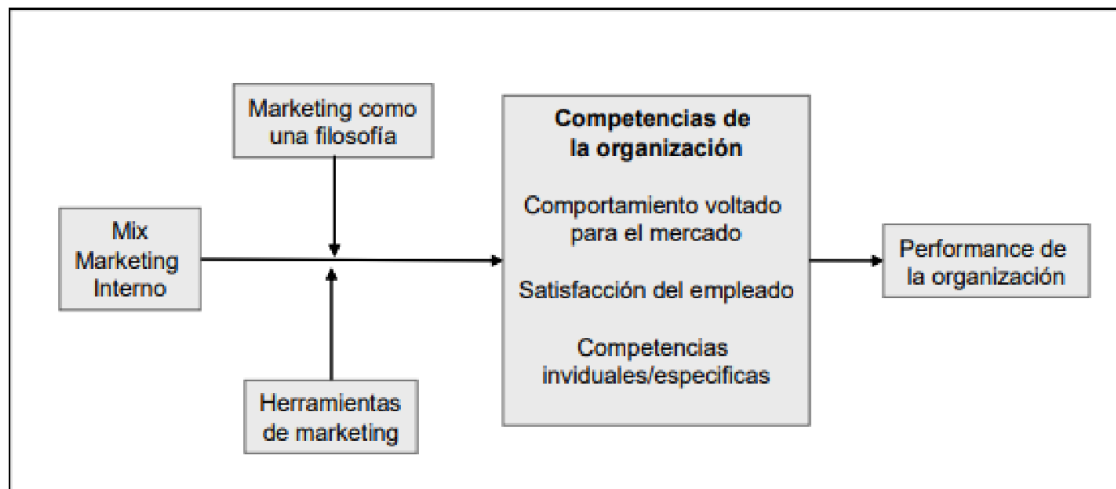 Marketing como
una filosofía
Mix
Marketing
Interno
Herramientas
de marketing
Competencias de
la organización
Comportamiento voltado
para el mercado
Satisfacción del empleado
Competencias
inviduales/especificas
Performance de
la organización